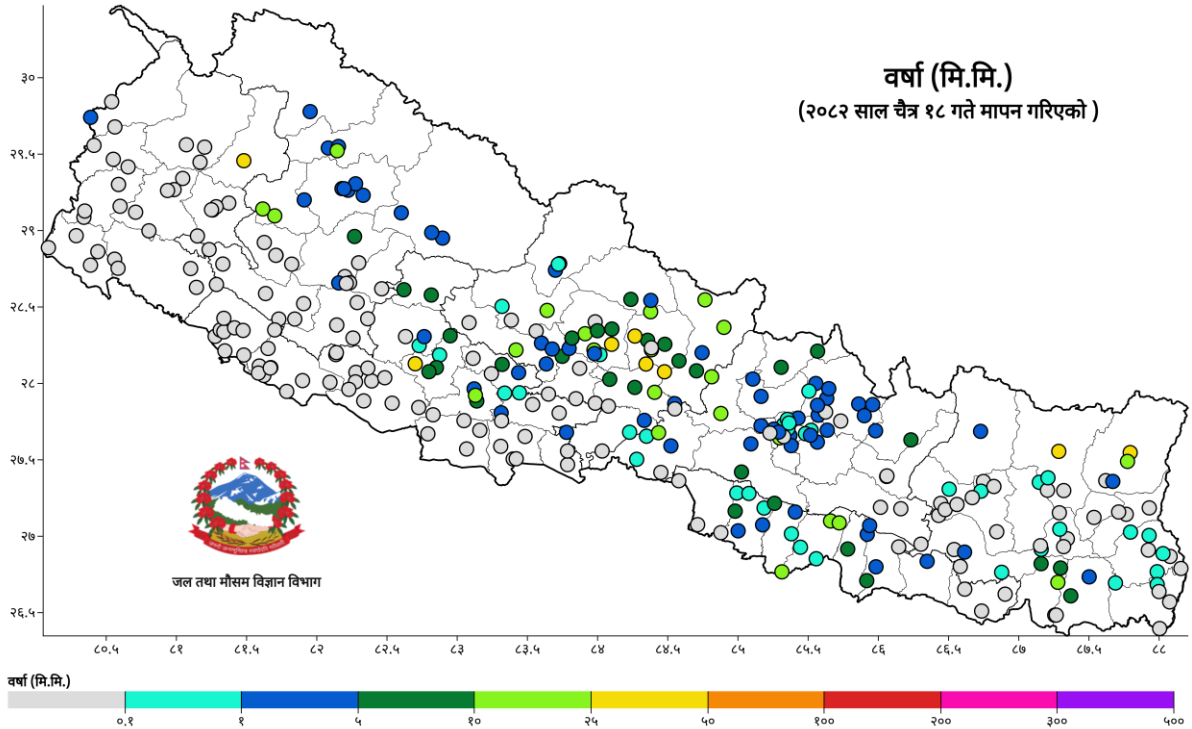 वर्षा (मि.मि.)
(२०८२ साल चैत्र १८ गते मापन गरिएको )
३०
२९.५
२९
२८.५
२८
२७.५
२७
२६.५
जल तथा मौसम विज्ञान विभाग
८०.५ ८१ ८१.५ ८२ ८२.५ ८३ ८३.५ ८४ ८४.५ ८५ ८५.५ ८६ ८६.५ ८७ ८७.५ ८८
वर्षा (मि.मि.)
०.१ १ ५ १० २५ ५० १०० २०० ३०० ५००